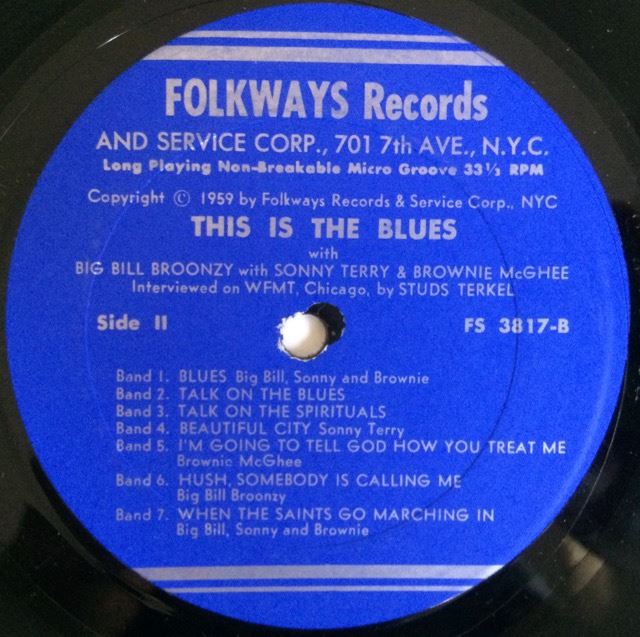 FOLKWAYS Records
AND SERVICE CORP., 701 7th AVE., N.Y.C.
Long Playing Non-Breakable Micro Groove 33⅓ RPM
Copyright © 1959 by Folkways Records & Service Corp., NYC
THIS IS THE BLUES
with
BIG BILL BROONZY with SONNY TERRY & BROWNIE McGHEE
Interviewed on WFMT, Chicago, by STUDS TERKEL
Side II FS 3817-B
Band 1. BLUES Big Bill, Sonny and Brownie
Band 2. TALK ON THE BLUES
Band 3. TALK ON THE SPIRITUALS
Band 4. BEAUTIFUL CITY Sonny Terry
Band 5. I'M GOING TO TELL GOD HOW YOU TREAT ME
Brownie McGhee
Band 6. HUSH, SOMEBODY IS CALLING ME
Big Bill Broonzy
Band 7. WHEN THE SAINTS GO MARCHING IN
Big Bill, Sonny and Brownie